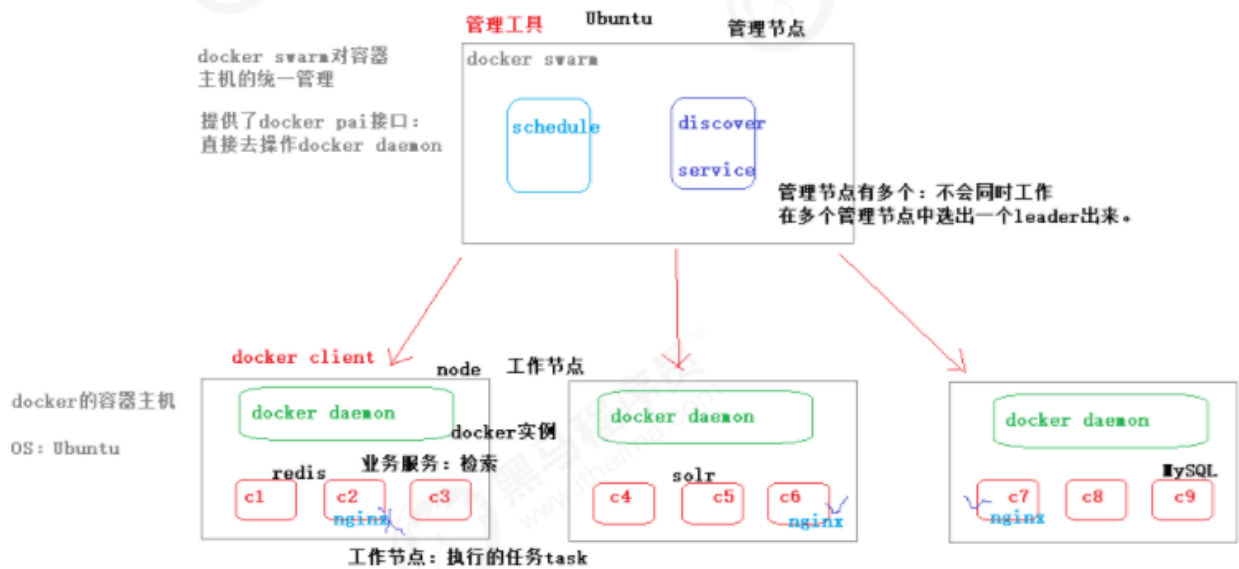 管理工具
Ubuntu
管理节点
docker swarm对容器
主机的统一管理
docker swarm
提供了docker pai接口：
直接去操作docker daemon
schedule
discover
service
管理节点有多个：不会同时工作
在多个管理节点中选出一个leader出来。
docker client
node
工作节点
docker的容器主机
OS：Ubuntu
docker daemon
docker实例
docker daemon
docker daemon
redis
业务服务：检索
solr
MySQL
c1
c2
c3
c4
c5
c6
c7
c8
c9
nginx
nginx
nginx
工作节点：执行的任务task
黑马程序员
www.itheima.com